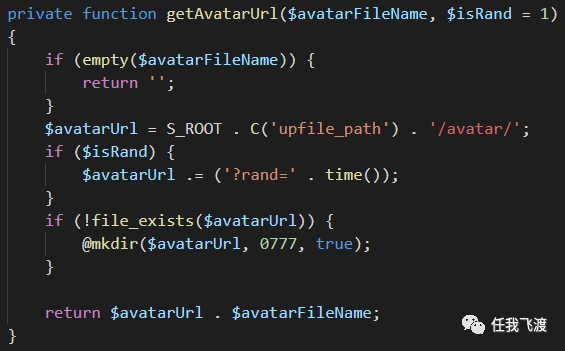 private function getAvatarUrl($avatarFileName, $isRand = 1)
{
    if (empty($avatarFileName)) {
        return '';
    }
    $avatarUrl = S_ROOT . C('upfile_path') . '/avatar/';
    if ($isRand) {
        $avatarUrl .= ('?rand=' . time());
    }
    if (!file_exists($avatarUrl)) {
        @mkdir($avatarUrl, 0777, true);
    }

    return $avatarUrl . $avatarFileName;
}
任我飞渡